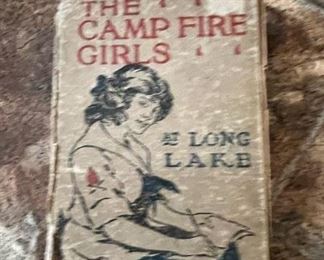 THE
CAMP FIRE
GIRLS
AT LONG
LAKE